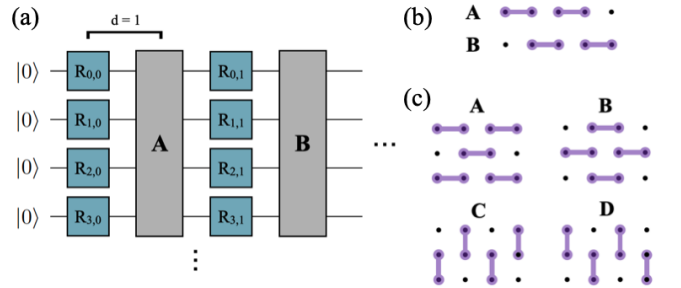 (a)
d = 1
|0⟩ R0,0 R0,1
|0⟩ R1,0 R1,1
A B ...
|0⟩ R2,0 R2,1
|0⟩ R3,0 R3,1
⋮
(b)
A
B
(c)
A B
C D